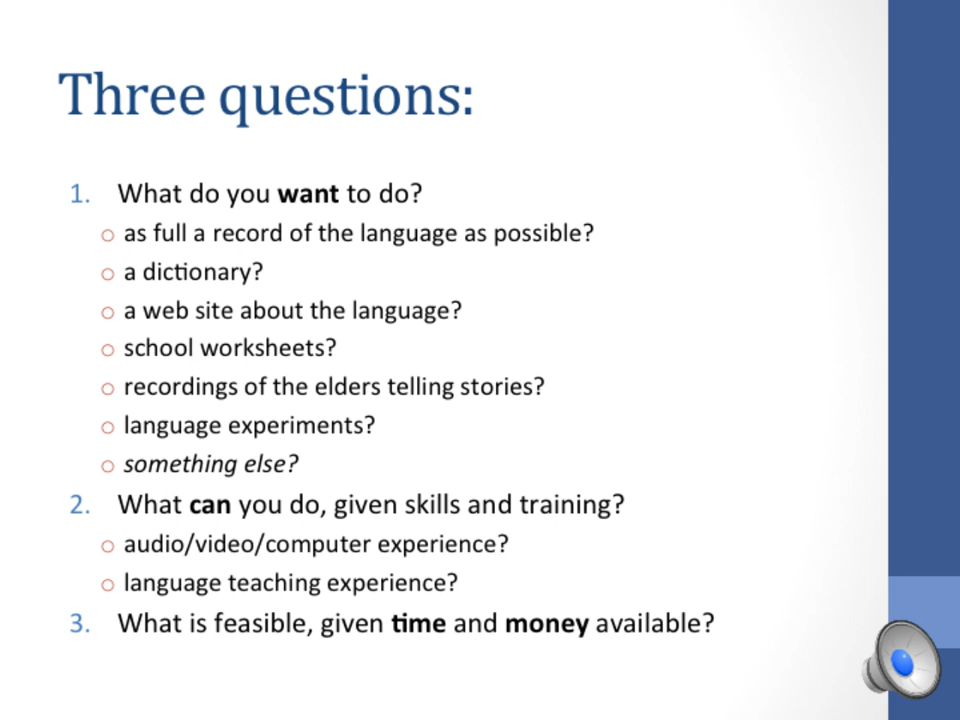 Three questions:
1. What do you want to do?
o as full a record of the language as possible?
o a dictionary?
o a web site about the language?
o school worksheets?
o recordings of the elders telling stories?
o language experiments?
o something else?
2. What can you do, given skills and training?
o audio/video/computer experience?
o language teaching experience?
3. What is feasible, given time and money available?